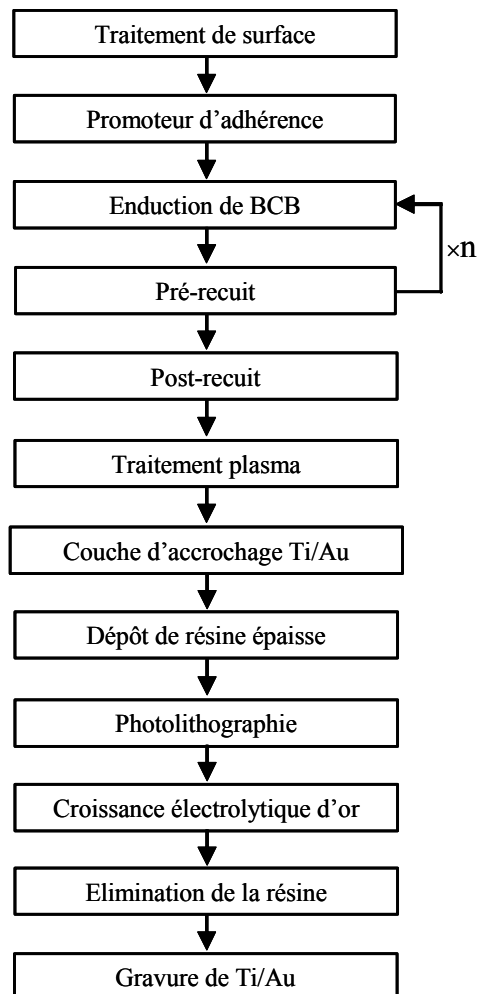 Traitement de surface
Promoteur d'adhérence
Enduction de BCB
×n
Pré-recuit
Post-recuit
Traitement plasma
Couche d'accrochage Ti/Au
Dépôt de résine épaisse
Photolithographie
Croissance électrolytique d'or
Elimination de la résine
Gravure de Ti/Au